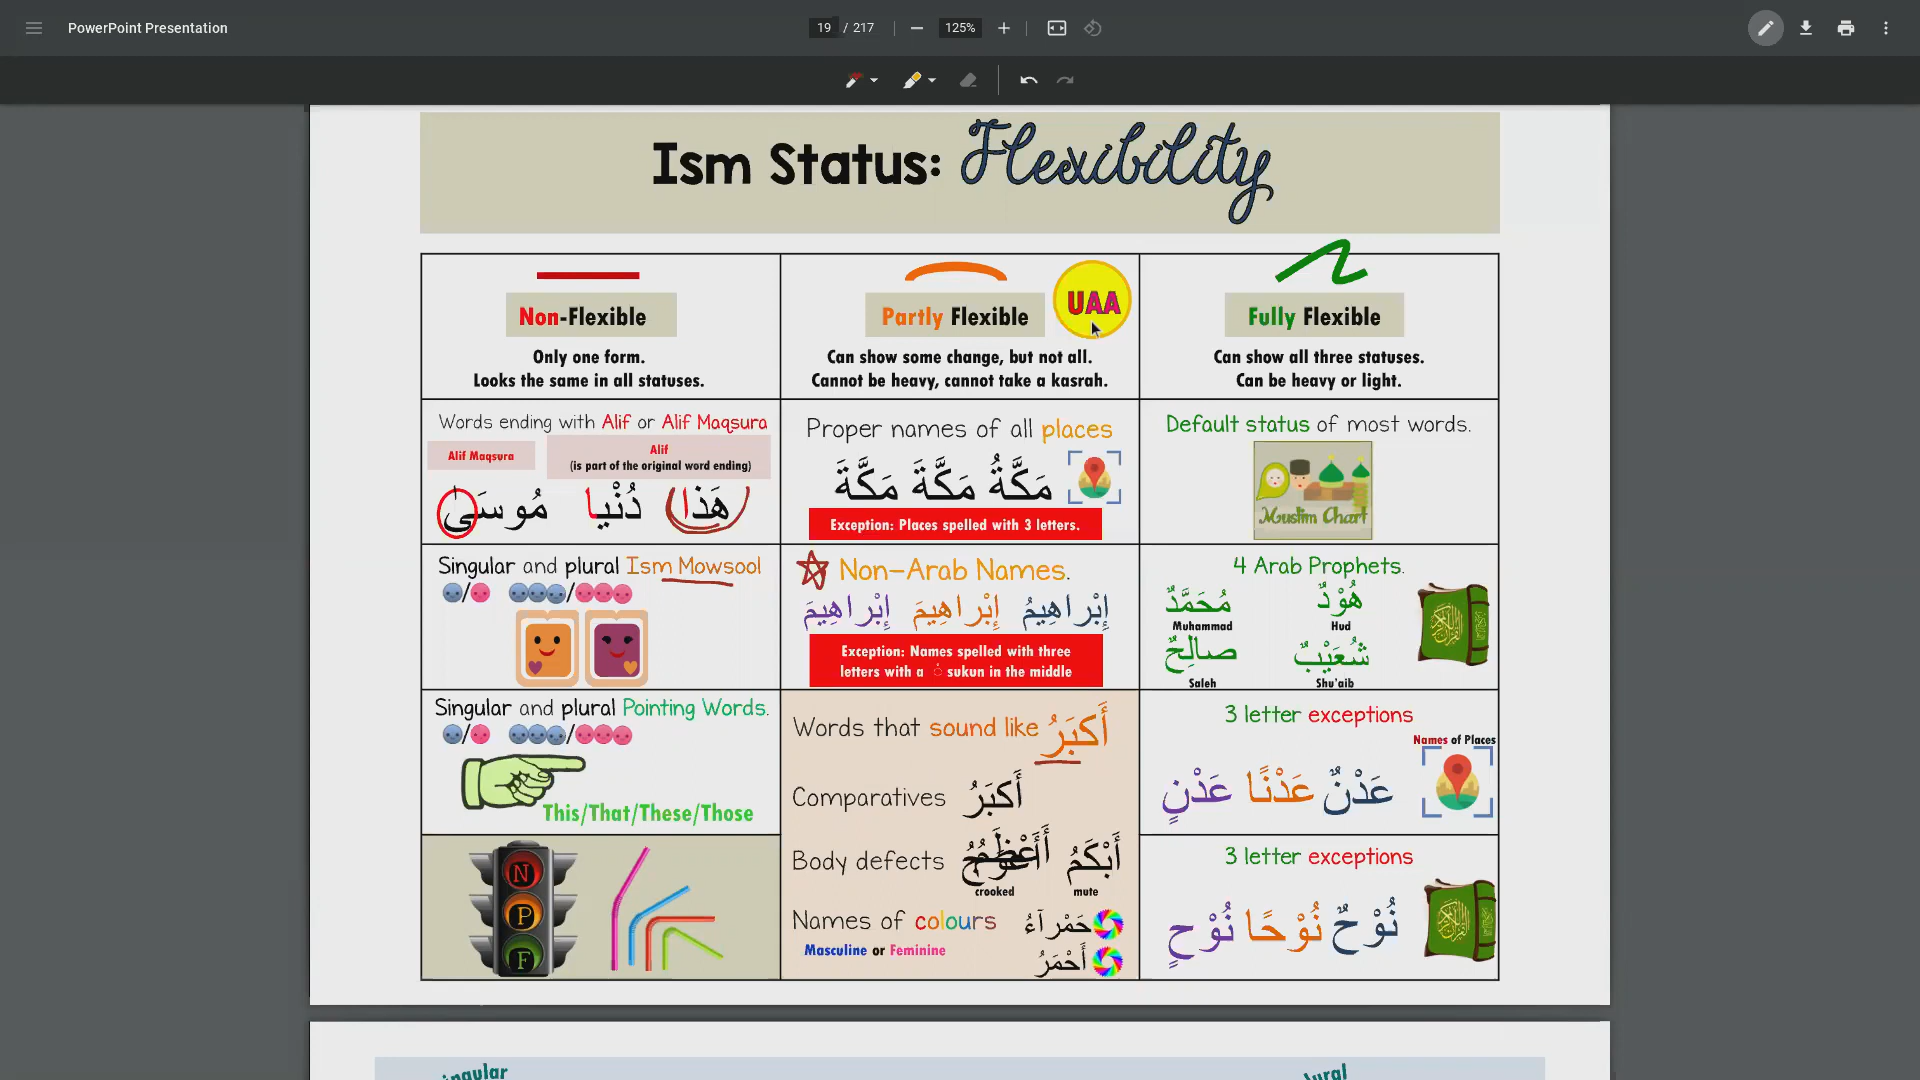 PowerPoint Presentation
19 / 217
125%
Ism Status: Flexibility
Non-Flexible
Only one form.
Looks the same in all statuses.
Partly Flexible
UAA
Can show some change, but not all.
Cannot be heavy, cannot take a kasrah.
Fully Flexible
Can show all three statuses.
Can be heavy or light.
Words ending with Alif or Alif Maqsura
Alif Maqsura
Alif
(is part of the original word ending)
هَذَا دُنْيا مُوسَىٰ
Proper names of all places
مَكَّةُ مَكَّةَ مَكَّةَ
Exception: Places spelled with 3 letters.
Default status of most words.
Muslim Chart
Singular and plural Ism Mowsool
Non-Arab Names.
إِبْراهِيمُ إِبْراهِيمَ إِبْراهِيمَ
Exception: Names spelled with three
letters with a ْ sukun in the middle
4 Arab Prophets.
مُحَمَّدٌ
Muhammad
هُوْدٌ
Hud
صالِحٌ
Saleh
شُعَيْبٌ
Shu'aib
Singular and plural Pointing Words.
This/That/These/Those
Words that sound like أَكبَرُ
Comparatives أَكبَرُ
Body defects
crooked
أَبْكَمُ
mute
Names of colours
Masculine or Feminine
حَمْرآءُ
أَحْمَرُ
3 letter exceptions
Names of Places
عَدْنٌ عَدْنًا عَدْنٍ
3 letter exceptions
نُوْحٌ نُوْحًا نُوْحٍ
N
P
F